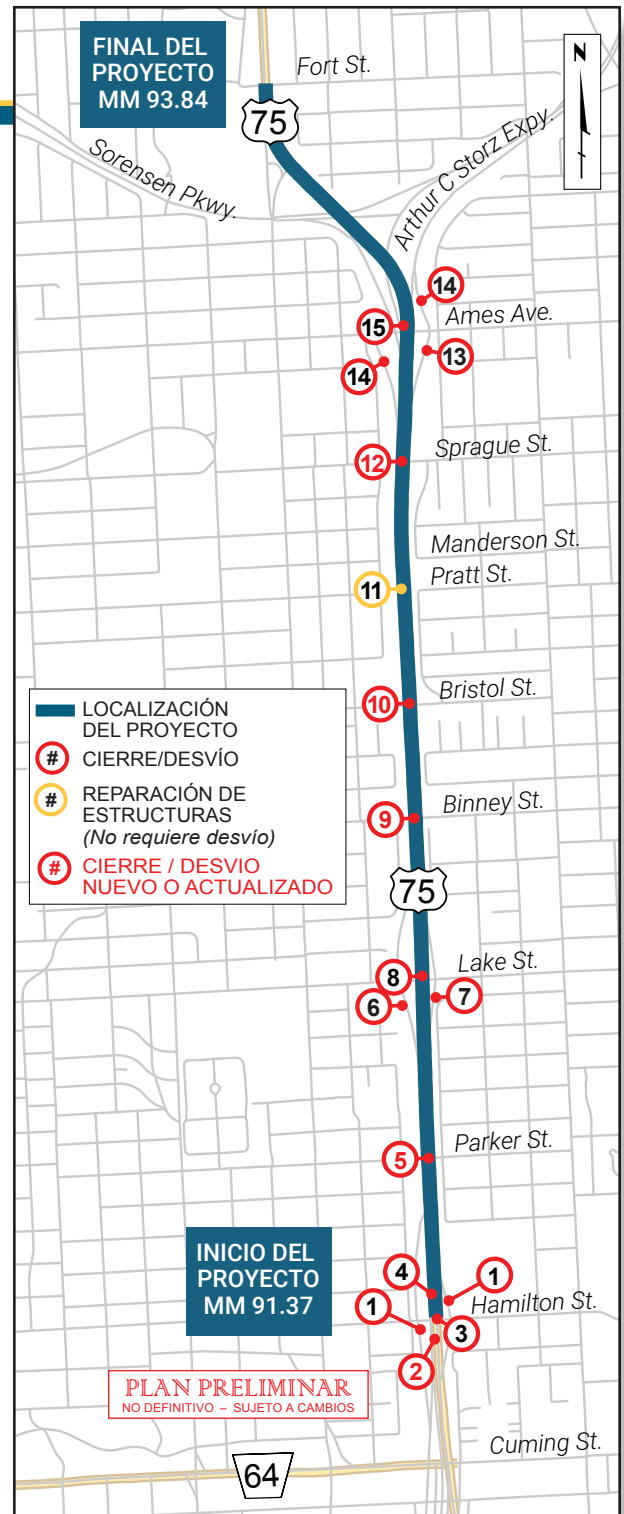 FINAL DEL
PROYECTO
MM 93.84
Fort St.
N
75
Sorensen Pkwy.
Arthur C Storz Expy.
14
Ames Ave.
15
13
14
Sprague St.
12
Manderson St.
Pratt St.
11
Bristol St.
10
LOCALIZACIÓN
DEL PROYECTO
# CIERRE/DESVÍO
# REPARACIÓN DE
ESTRUCTURAS
(No requiere desvío)
# CIERRE / DESVIO
NUEVO O ACTUALIZADO
Binney St.
9
75
Lake St.
8
7
6
Parker St.
5
INICIO DEL
PROYECTO
MM 91.37
4
1
Hamilton St.
1
3
2
PLAN PRELIMINAR
NO DEFINITIVO – SUJETO A CAMBIOS
Cuming St.
64